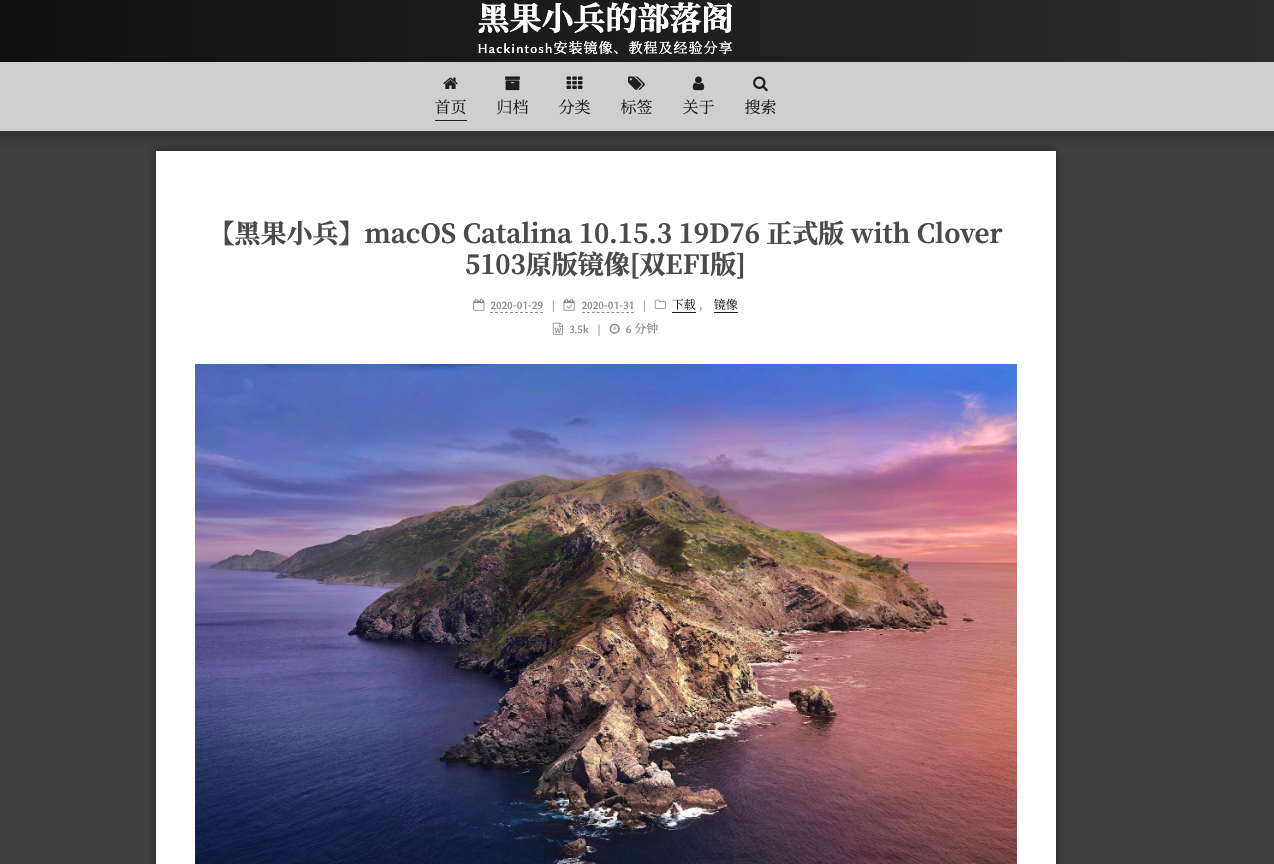 黑果小兵的部落阁
Hackintosh安装镜像、教程及经验分享
首页 归档 分类 标签 关于 搜索
【黑果小兵】macOS Catalina 10.15.3 19D76 正式版 with Clover
5103原版镜像[双EFI版]
2020-01-29 | 2020-01-31 | 下载， 镜像
3.5k | 6 分钟